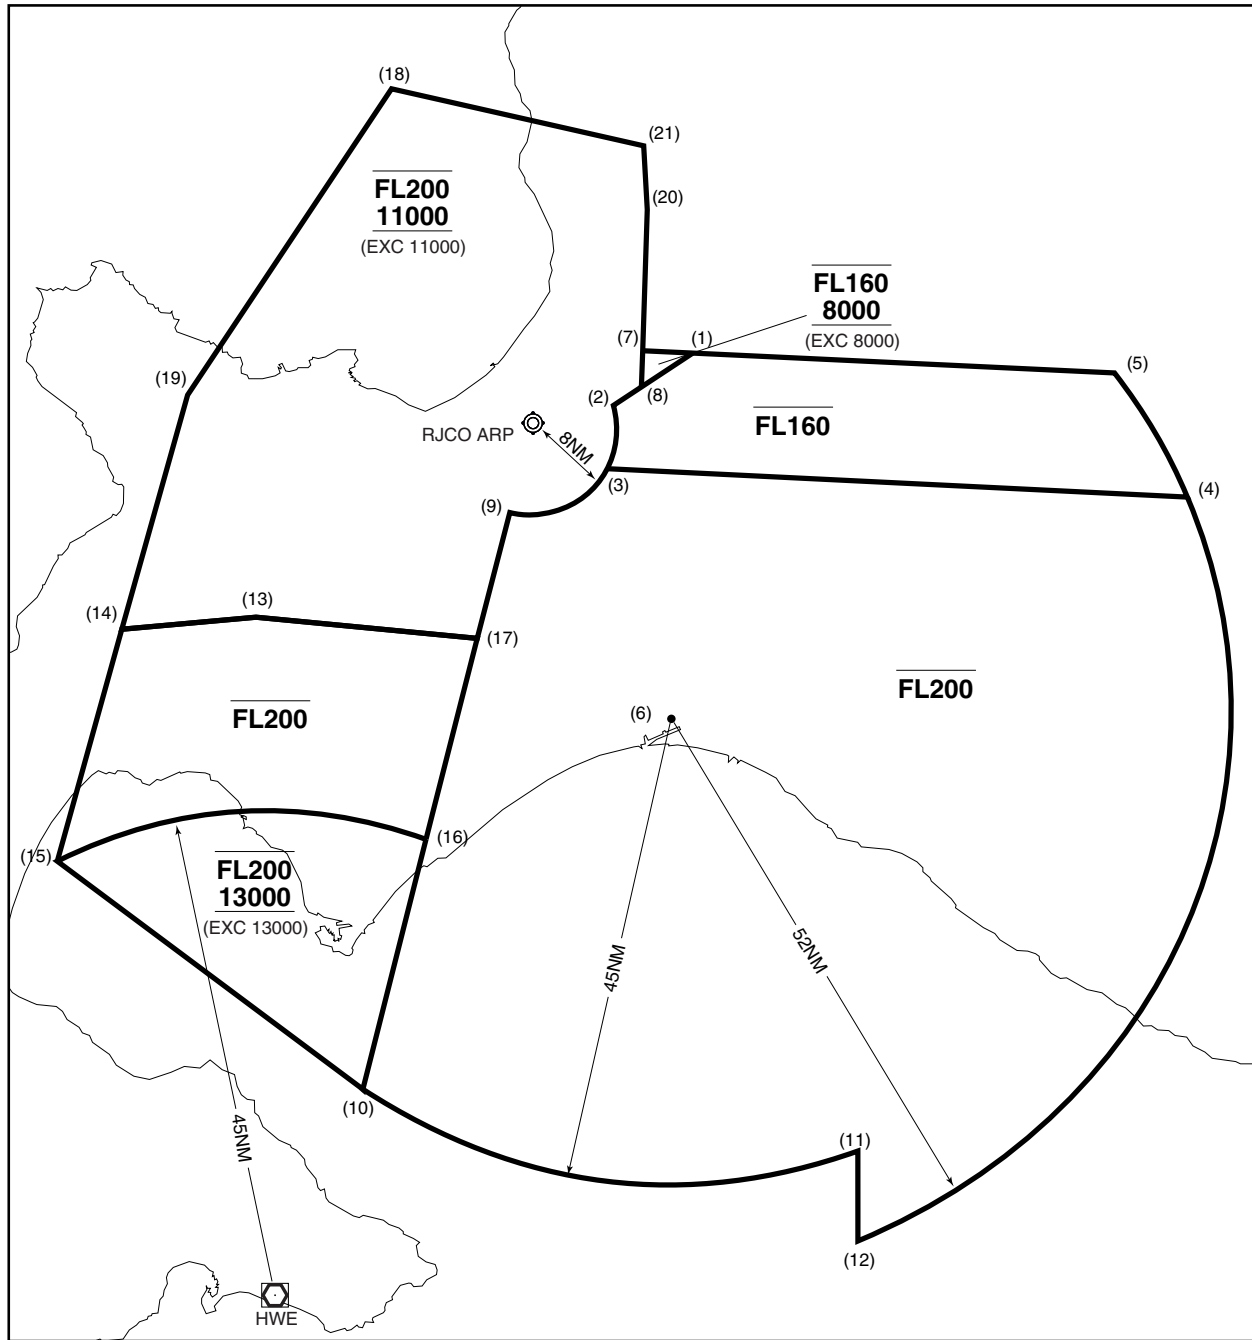 (18)
(21)
FL200
11000
(EXC 11000)
(20)
FL160
8000
(EXC 8000)
(7)
(1)
(5)
(19)
(2)
(8)
FL160
RJCO ARP
8NM
(3)
(4)
(9)
(13)
(14)
(17)
FL200
(6)
FL200
(16)
(15)
FL200
13000
(EXC 13000)
45NM
52NM
(10)
45NM
(11)
(12)
HWE